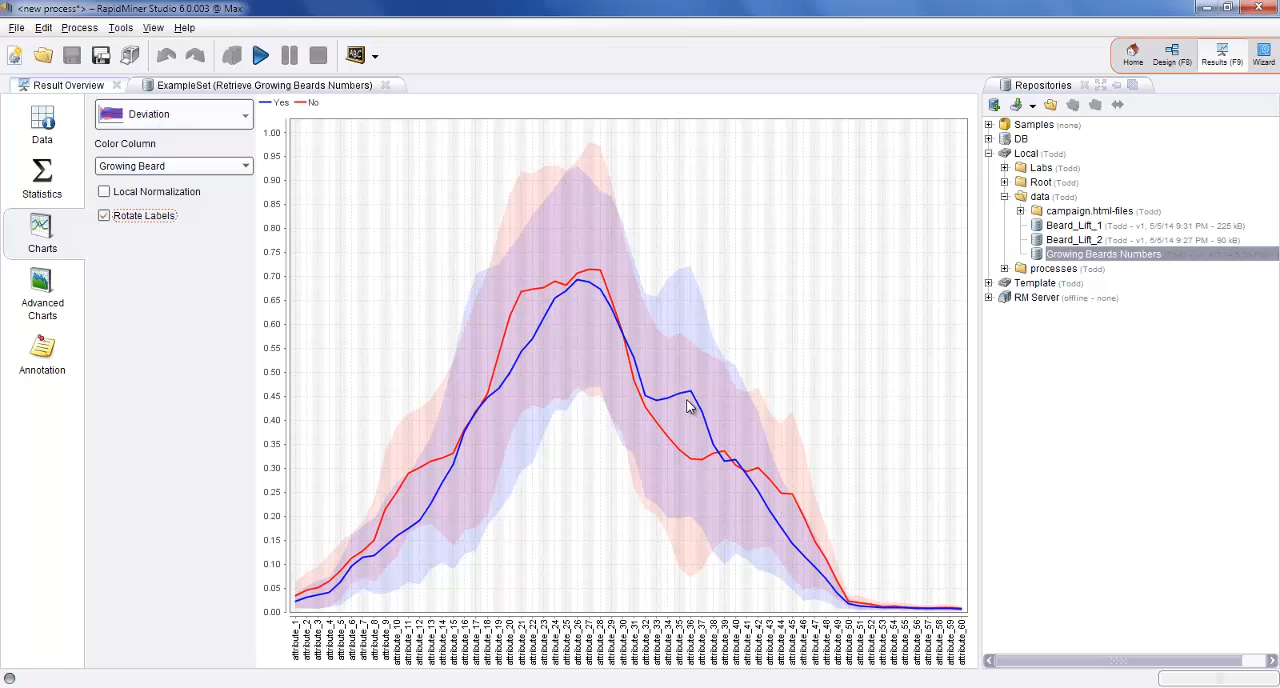 <new process*> – RapidMiner Studio 6.0.003 @ Max
File Edit Process Tools View Help
Home Design (F8) Results (F9) Wizard
Result Overview
ExampleSet (Retrieve Growing Beards Numbers)
Repositories
Data
Statistics
Charts
Advanced
Charts
Annotation
Deviation
Color Column
Growing Beard
Local Normalization
Rotate Labels
Yes No
1.00
0.95
0.90
0.85
0.80
0.75
0.70
0.65
0.60
0.55
0.50
0.45
0.40
0.35
0.30
0.25
0.20
0.15
0.10
0.05
0.00
attribute_1
attribute_2
attribute_3
attribute_4
attribute_5
attribute_6
attribute_7
attribute_8
attribute_9
attribute_10
attribute_11
attribute_12
attribute_13
attribute_14
attribute_15
attribute_16
attribute_17
attribute_18
attribute_19
attribute_20
attribute_21
attribute_22
attribute_23
attribute_24
attribute_25
attribute_26
attribute_27
attribute_28
attribute_29
attribute_30
attribute_31
attribute_32
attribute_33
attribute_34
attribute_35
attribute_36
attribute_37
attribute_38
attribute_39
attribute_40
attribute_41
attribute_42
attribute_43
attribute_44
attribute_45
attribute_46
attribute_47
attribute_48
attribute_49
attribute_50
attribute_51
attribute_52
attribute_53
attribute_54
attribute_55
attribute_56
attribute_57
attribute_58
attribute_59
attribute_60
Samples (none)
DB
Local (Todd)
Labs (Todd)
Root (Todd)
data (Todd)
campaign.html-files (Todd)
Beard_Lift_1 (Todd – v1, 5/5/14 9:31 PM – 225 kB)
Beard_Lift_2 (Todd – v1, 5/5/14 9:27 PM – 90 kB)
Growing Beards Numbers
processes (Todd)
Template (Todd)
RM Server (offline – none)